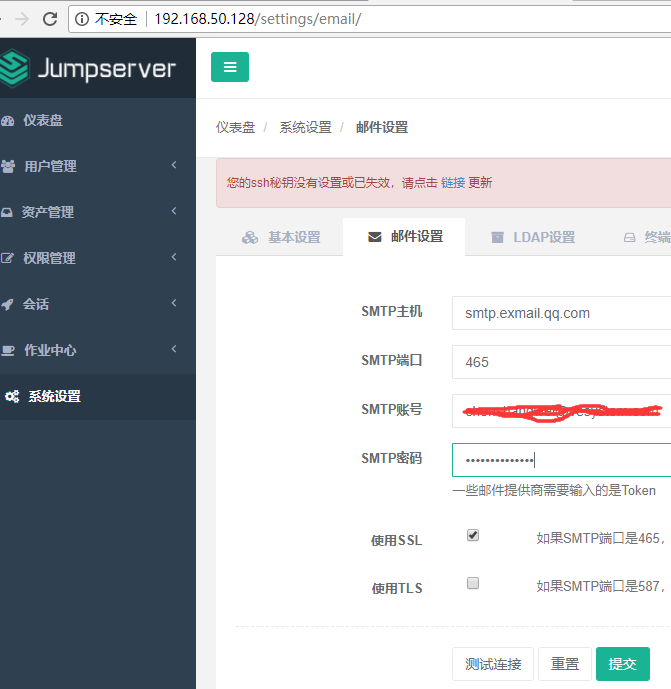 不安全 192.168.50.128/settings/email/
Jumpserver
仪表盘
用户管理
资产管理
权限管理
会话
作业中心
系统设置
仪表盘 / 系统设置 / 邮件设置
您的ssh秘钥没有设置或已失效，请点击 链接 更新
基本设置 邮件设置 LDAP设置 终端
SMTP主机 smtp.exmail.qq.com
SMTP端口 465
SMTP账号
SMTP密码 ••••••••••••••
一些邮件提供商需要输入的是Token
使用SSL 如果SMTP端口是465，
使用TLS 如果SMTP端口是587，
测试连接 重置 提交